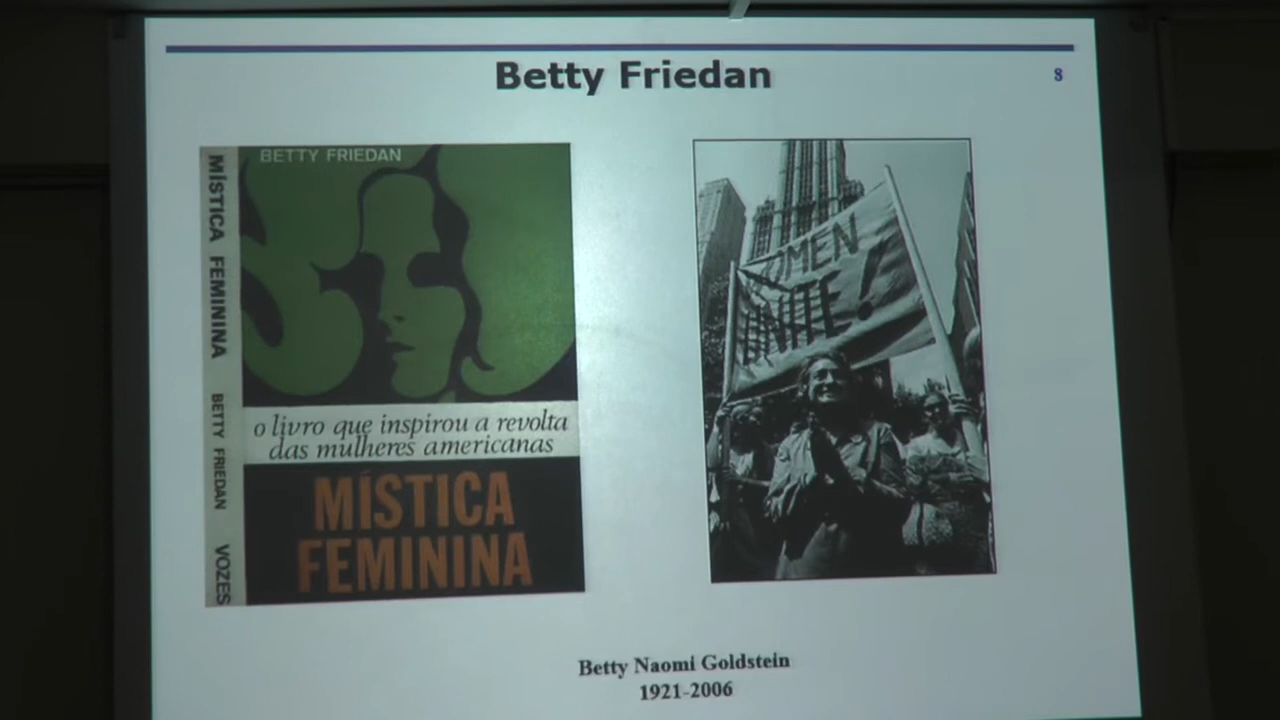 Betty Friedan
8
MÍSTICA FEMININA BETTY FRIEDAN VOZES
BETTY FRIEDAN
o livro que inspirou a revolta
das mulheres americanas
MÍSTICA
FEMININA
WOMEN
UNITE!
Betty Naomi Goldstein
1921-2006